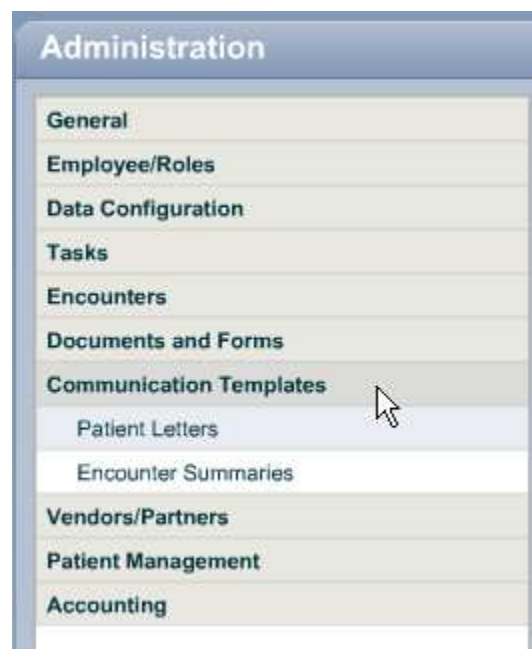 Administration
General
Employee/Roles
Data Configuration
Tasks
Encounters
Documents and Forms
Communication Templates
Patient Letters
Encounter Summaries
Vendors/Partners
Patient Management
Accounting